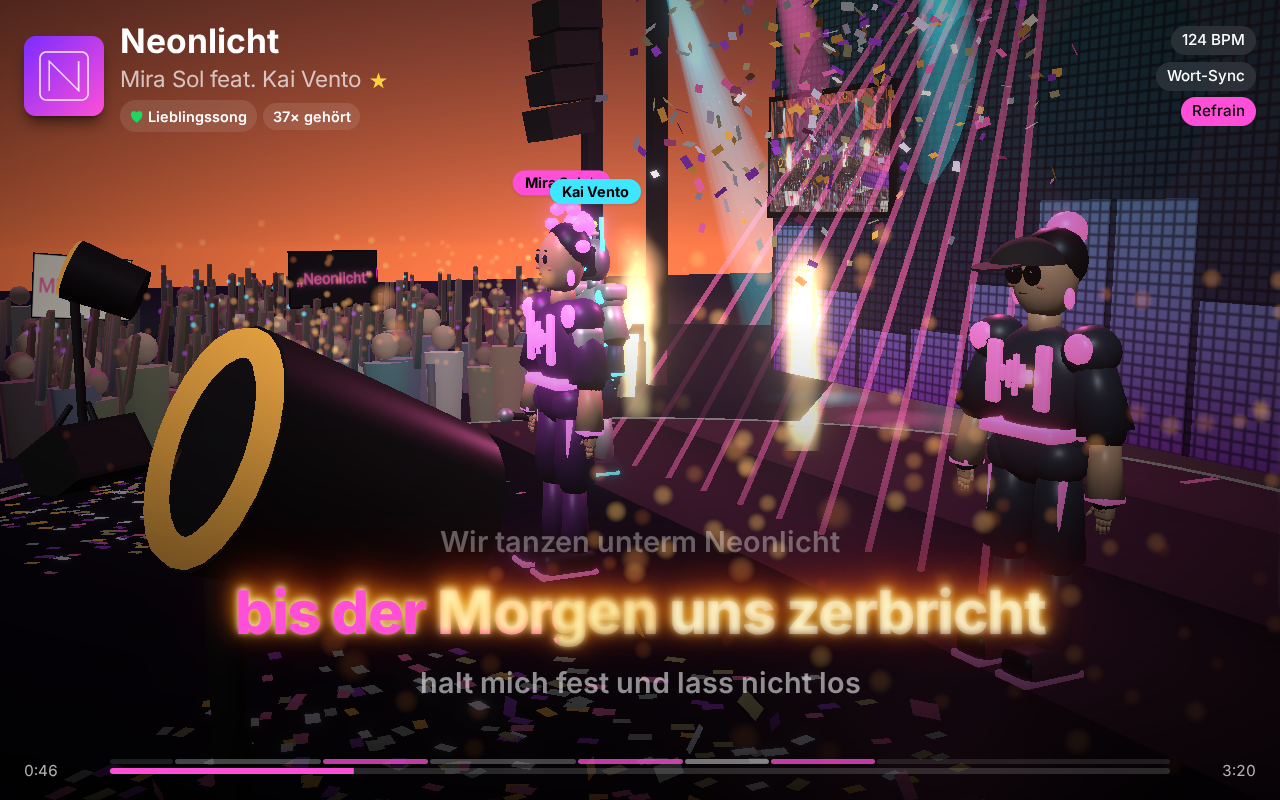 Neonlicht
Mira Sol feat. Kai Vento ★
Lieblingssong
37× gehört
124 BPM
Wort-Sync
Refrain
Kai Vento
„Neonlicht“
Wir tanzen unterm Neonlicht
bis der Morgen uns zerbricht
halt mich fest und lass nicht los
0:46
3:20